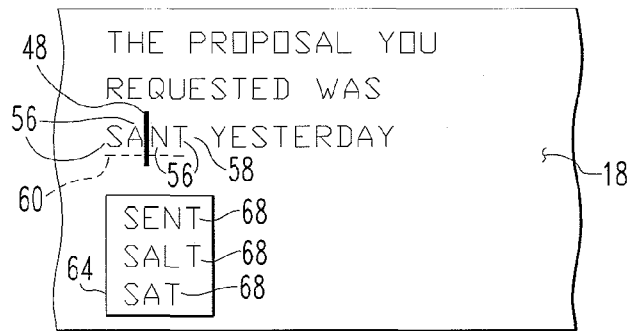 THE PROPOSAL YOU
48
REQUESTED WAS
56
SANT YESTERDAY
56
58
18
60
SENT 68
SALT 68
64
SAT 68